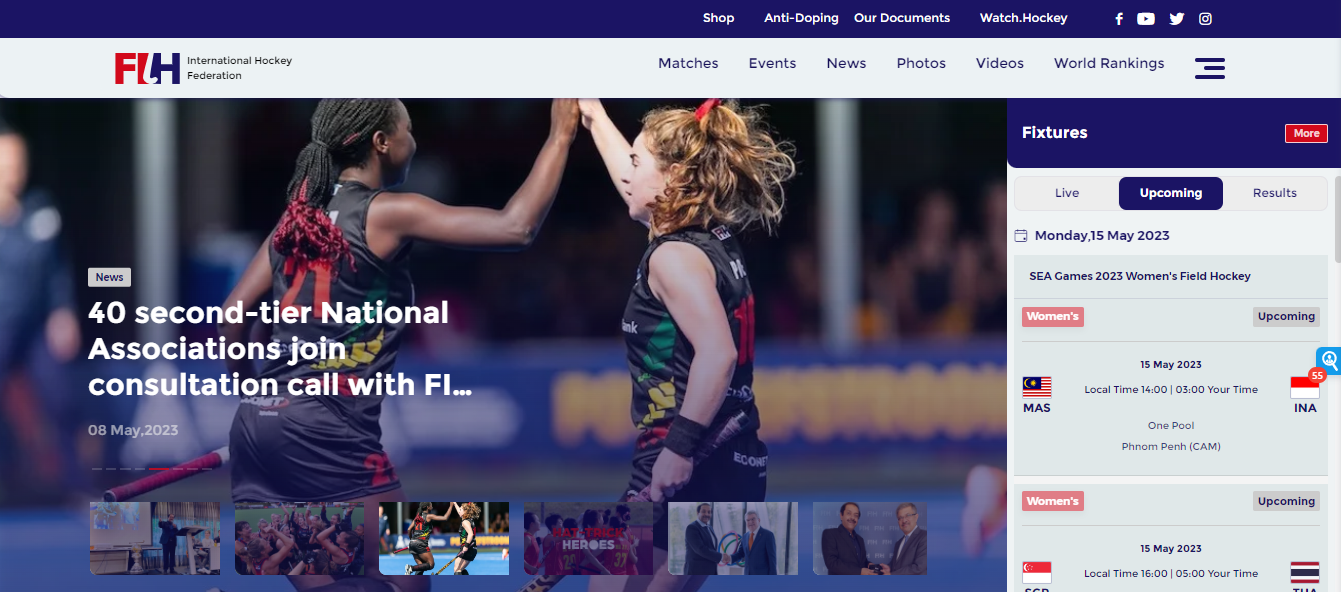 Shop Anti-Doping Our Documents Watch.Hockey
FIH International Hockey
Federation
Matches Events News Photos Videos World Rankings
News
40 second-tier National
Associations join
consultation call with FI...
08 May,2023
HAT-TRICK
HEROES
Fixtures More
Live Upcoming Results
Monday,15 May 2023
SEA Games 2023 Women's Field Hockey
Women's Upcoming
15 May 2023
Local Time 14:00 | 03:00 Your Time
55
MAS INA
One Pool
Phnom Penh (CAM)
Women's Upcoming
15 May 2023
Local Time 16:00 | 05:00 Your Time